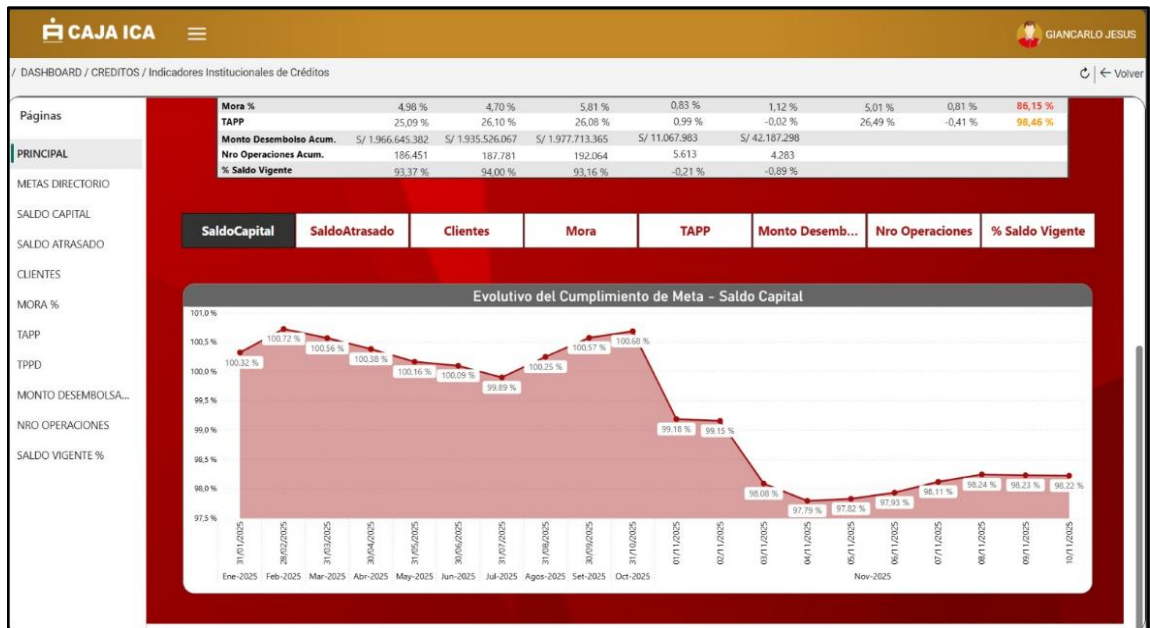 CAJA ICA
GIANCARLO JESUS
/ DASHBOARD / CREDITOS / Indicadores Institucionales de Créditos
Volver
Páginas
PRINCIPAL
METAS DIRECTORIO
SALDO CAPITAL
SALDO ATRASADO
CLIENTES
MORA %
TAPP
TPPD
MONTO DESEMBOLSA...
NRO OPERACIONES
SALDO VIGENTE %
Mora % 4,98 % 4,70 % 5,81 % 0,83 % 1,12 % 5,01 % 0,81 % 86,15 %
TAPP 25,09 % 26,10 % 26,08 % 0,99 % -0,02 % 26,49 % -0,41 % 98,46 %
Monto Desembolso Acum. S/ 1.966.645.382 S/ 1.935.526.067 S/ 1.977.713.365 S/ 11.067.983 S/ 42.187.298
Nro Operaciones Acum. 186.451 187.781 192.064 5.613 4.283
% Saldo Vigente 93,37 % 94,00 % 93,16 % -0,21 % -0,89 %
SaldoCapital SaldoAtrasado Clientes Mora TAPP Monto Desemb... Nro Operaciones % Saldo Vigente
Evolutivo del Cumplimiento de Meta - Saldo Capital
101,0 %
100,5 %
100,0 %
99,5 %
99,0 %
98,5 %
98,0 %
97,5 %
100,32 % 100,72 % 100,56 % 100,38 % 100,16 % 100,09 % 99,89 % 100,25 % 100,57 % 100,68 % 99,18 % 99,15 % 98,08 % 97,79 % 97,82 % 97,93 % 98,11 % 98,24 % 98,23 % 98,22 %
31/01/2025 28/02/2025 31/03/2025 30/04/2025 31/05/2025 30/06/2025 31/07/2025 31/08/2025 30/09/2025 31/10/2025 01/11/2025 02/11/2025 03/11/2025 04/11/2025 05/11/2025 06/11/2025 07/11/2025 08/11/2025 09/11/2025 10/11/2025
Ene-2025 Feb-2025 Mar-2025 Abr-2025 May-2025 Jun-2025 Jul-2025 Agos-2025 Set-2025 Oct-2025 Nov-2025